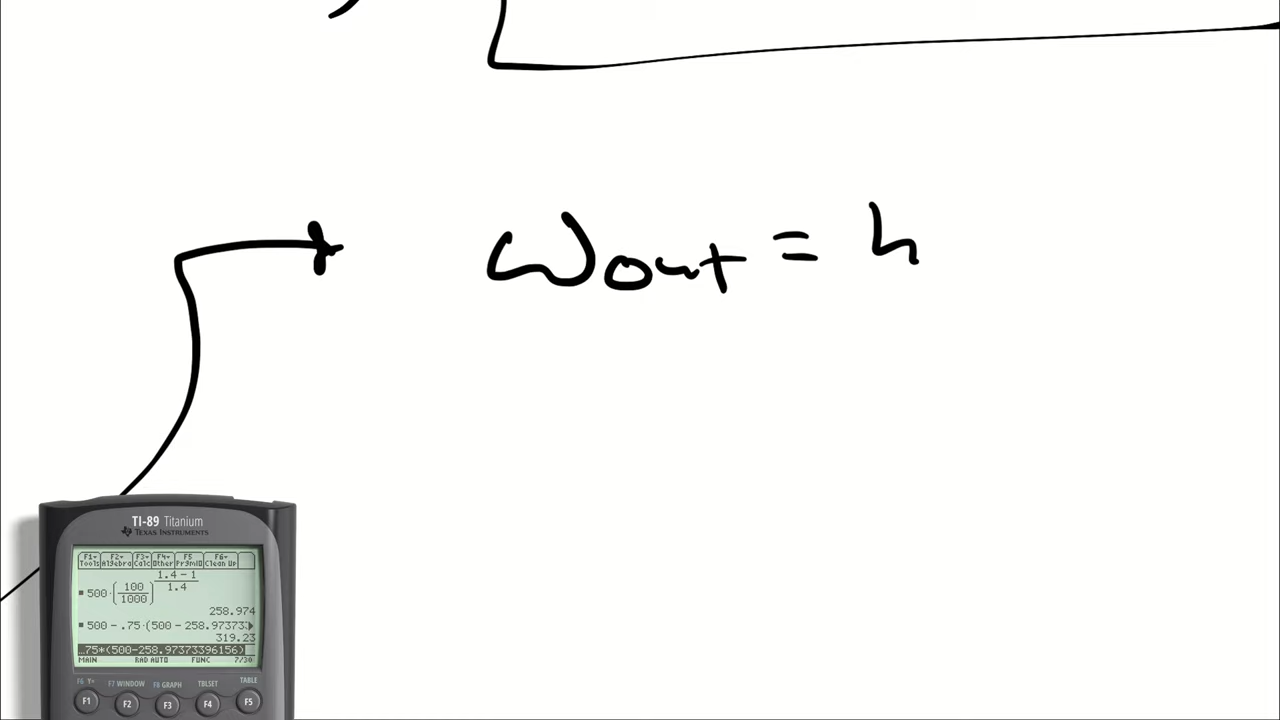 Wout = h
TI-89 Titanium
TEXAS INSTRUMENTS
F1 F2 F3 F4 F5 F6
Tools Algebra Calc Other PrgmIO Clean Up
500·(100/1000)^((1.4 - 1)/1.4)
258.974
500 - .75·(500 - 258.97373
319.23
.75*(500-258.97373396156)
MAIN RAD AUTO FUNC 7/30
F6 Y= F7 WINDOW F8 GRAPH TBLSET TABLE
F1 F2 F3 F4 F5